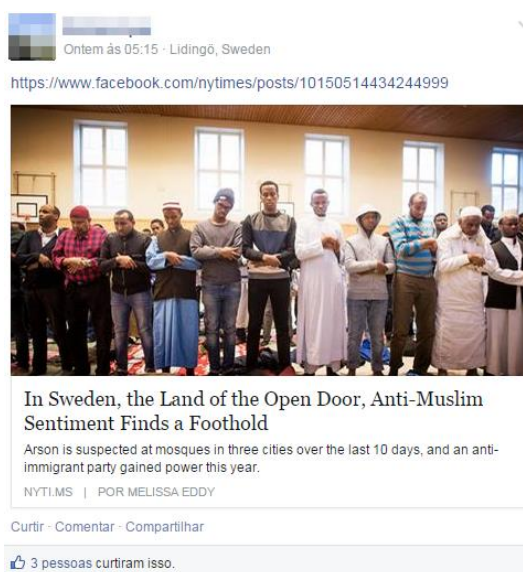 Ontem ás 05:15 · Lidingö, Sweden
https://www.facebook.com/nytimes/posts/10150514434244999
In Sweden, the Land of the Open Door, Anti-Muslim
Sentiment Finds a Foothold
Arson is suspected at mosques in three cities over the last 10 days, and an anti-
immigrant party gained power this year.
NYTI.MS | POR MELISSA EDDY
Curtir · Comentar · Compartilhar
3 pessoas curtiram isso.